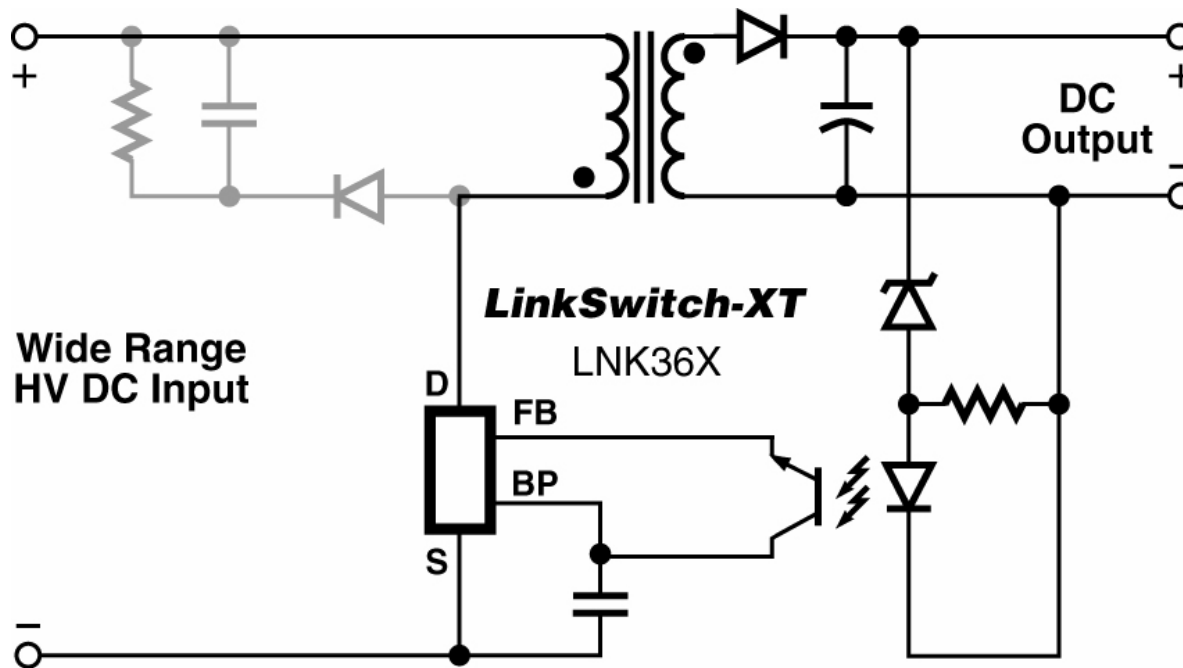 +
+
DC
Output
−
LinkSwitch-XT
LNK36X
Wide Range
HV DC Input
D
FB
BP
S
−